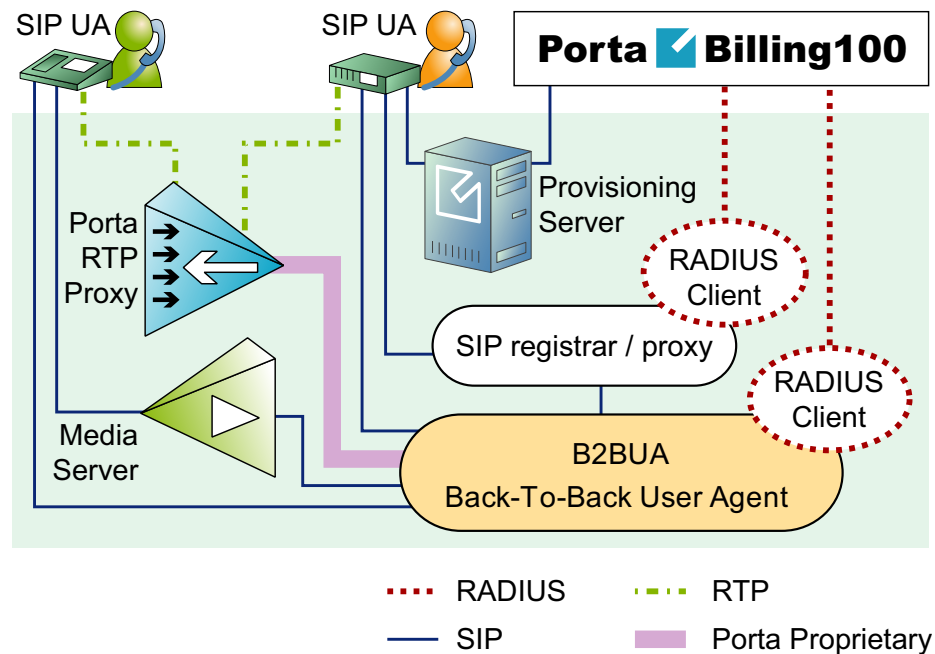 SIP UA
SIP UA
Porta Billing100
Provisioning
Server
Porta
RTP
Proxy
RADIUS
Client
SIP registrar / proxy
RADIUS
Client
Media
Server
B2BUA
Back-To-Back User Agent
RADIUS
RTP
SIP
Porta Proprietary